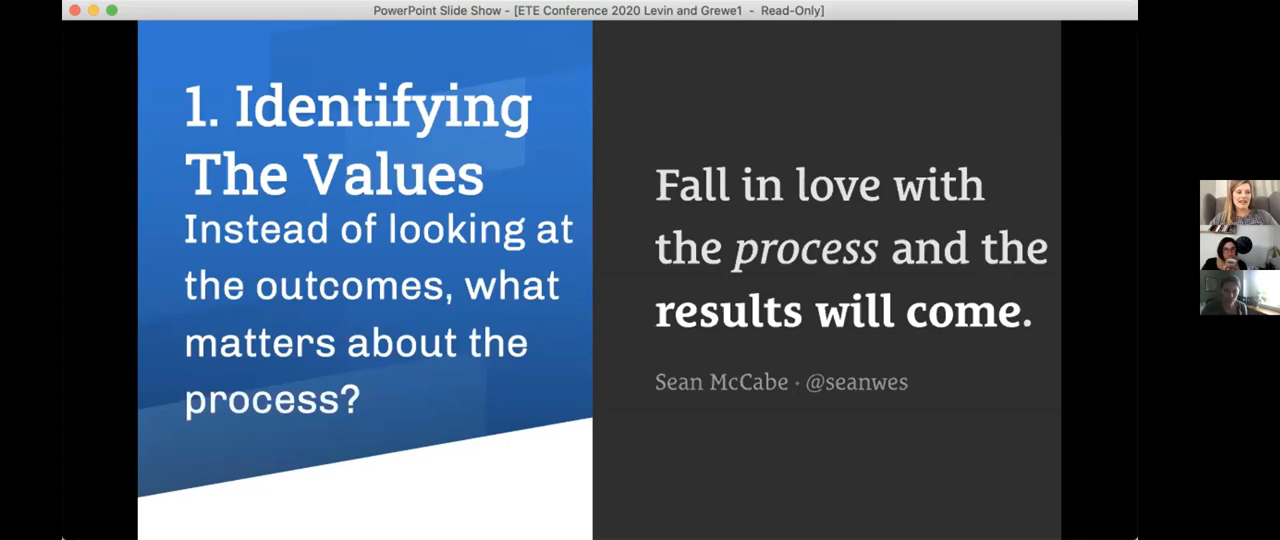 PowerPoint Slide Show - [ETE Conference 2020 Levin and Grewe1 - Read-Only]
1. Identifying
The Values
Instead of looking at
the outcomes, what
matters about the
process?
Fall in love with
the process and the
results will come.
Sean McCabe · @seanwes